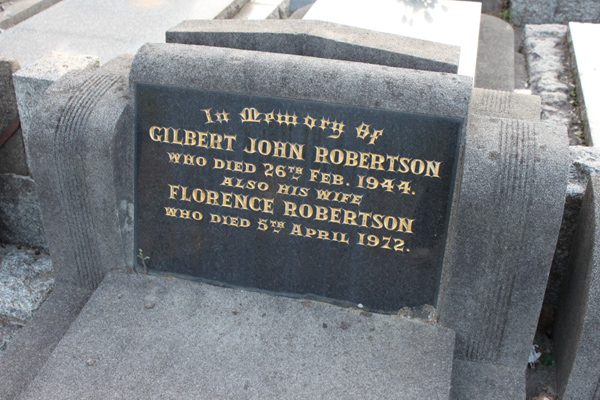 In Memory of
GILBERT JOHN ROBERTSON
WHO DIED 26TH FEB. 1944.
ALSO HIS WIFE
FLORENCE ROBERTSON
WHO DIED 5TH APRIL 1972.